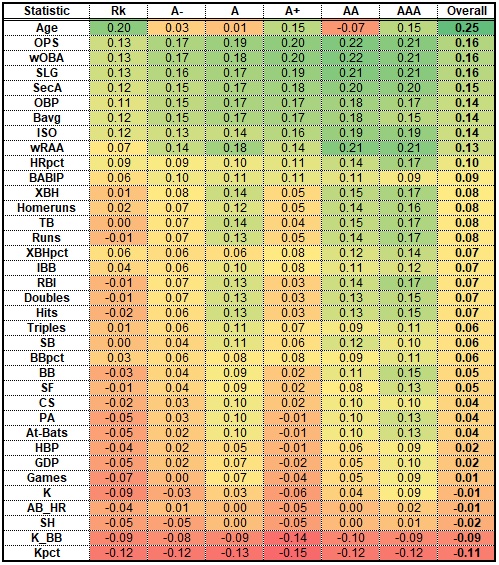 Statistic Rk A- A A+ AA AAA Overall
Age 0.20 0.03 0.01 0.15 -0.07 0.15 0.25
OPS 0.13 0.17 0.19 0.20 0.22 0.21 0.16
wOBA 0.13 0.17 0.18 0.20 0.22 0.21 0.16
SLG 0.13 0.16 0.17 0.19 0.21 0.21 0.16
SecA 0.12 0.15 0.17 0.18 0.20 0.20 0.15
OBP 0.11 0.15 0.17 0.17 0.18 0.17 0.14
Bavg 0.12 0.15 0.17 0.17 0.18 0.15 0.14
ISO 0.12 0.13 0.14 0.16 0.19 0.19 0.14
wRAA 0.07 0.14 0.18 0.14 0.21 0.21 0.13
HRpct 0.09 0.09 0.10 0.11 0.14 0.17 0.10
BABIP 0.06 0.10 0.11 0.11 0.11 0.09 0.09
XBH 0.01 0.08 0.14 0.05 0.15 0.17 0.08
Homeruns 0.02 0.07 0.12 0.05 0.14 0.16 0.08
TB 0.00 0.07 0.14 0.04 0.15 0.17 0.08
Runs -0.01 0.07 0.13 0.05 0.14 0.17 0.08
XBHpct 0.06 0.06 0.06 0.08 0.12 0.14 0.07
IBB 0.04 0.06 0.10 0.08 0.11 0.12 0.07
RBI -0.01 0.07 0.13 0.03 0.14 0.17 0.07
Doubles -0.01 0.07 0.13 0.03 0.13 0.15 0.07
Hits -0.02 0.06 0.13 0.03 0.13 0.15 0.07
Triples 0.01 0.06 0.11 0.07 0.09 0.11 0.06
SB 0.00 0.04 0.11 0.06 0.12 0.10 0.06
BBpct 0.03 0.06 0.08 0.08 0.09 0.11 0.06
BB -0.03 0.04 0.09 0.02 0.11 0.15 0.05
SF -0.01 0.04 0.09 0.02 0.08 0.13 0.05
CS -0.02 0.03 0.10 0.02 0.10 0.10 0.04
PA -0.05 0.03 0.10 -0.01 0.10 0.13 0.04
At-Bats -0.05 0.02 0.10 -0.01 0.10 0.13 0.04
HBP -0.04 0.02 0.05 -0.01 0.06 0.09 0.02
GDP -0.05 0.02 0.07 -0.02 0.05 0.10 0.02
Games -0.07 0.00 0.07 -0.04 0.05 0.11 0.01
K -0.09 -0.03 0.03 -0.06 0.04 0.09 -0.01
AB_HR -0.04 0.01 0.00 -0.05 0.00 0.02 -0.01
SH -0.05 -0.05 0.00 -0.05 0.00 0.01 -0.02
K_BB -0.09 -0.08 -0.09 -0.14 -0.10 -0.09 -0.09
Kpct -0.12 -0.12 -0.13 -0.15 -0.12 -0.12 -0.11